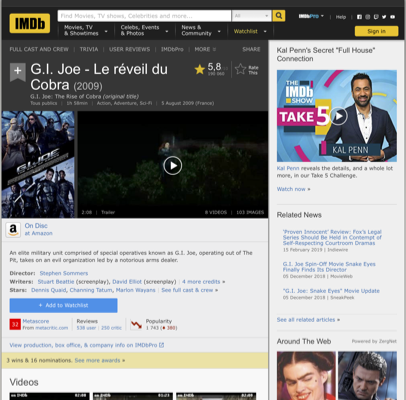 IMDb
Find Movies, TV shows, Celebrities and more...
All
IMDbPro
Help
Movies, TV & Showtimes
Celebs, Events & Photos
News & Community
Watchlist
Sign in
FULL CAST AND CREW | TRIVIA | USER REVIEWS | IMDbPro | MORE
SHARE
G.I. Joe - Le réveil du
Cobra (2009)
G.I. Joe: The Rise of Cobra (original title)
Tous publics | 1h 58min | Action, Adventure, Sci-Fi | 5 August 2009 (France)
5,8
Rate
This
2:08 | Trailer
8 VIDEOS | 103 IMAGES
On Disc
at Amazon
An elite military unit comprised of special operatives known as G.I. Joe, operating out of The
Pit, takes on an evil organization led by a notorious arms dealer.
Director: Stephen Sommers
Writers: Stuart Beattie (screenplay), David Elliot (screenplay) | 4 more credits »
Stars: Dennis Quaid, Channing Tatum, Marlon Wayans | See full cast & crew »
+ Add to Watchlist
32
Metascore
From metacritic.com
Reviews
538 user | 250 critic
Popularity
1 743
View production, box office, & company info on IMDbPro
3 wins & 16 nominations. See more awards »
Videos
Kal Penn's Secret "Full House"
Connection
THE
IMDb
SHOW
TAKE 5
KAL PENN
Kal Penn reveals the details, and a whole lot
more, in our Take 5 Challenge.
Watch now »
Related News
'Proven Innocent' Review: Fox's Legal
Series Should Be Held in Contempt of
Self-Respecting Courtroom Dramas
15 February 2019 | Indiewire
G.I. Joe Spin-Off Movie Snake Eyes
Finally Finds Its Director
05 December 2018 | MovieWeb
"G.I. Joe: Snake Eyes" Movie Update
05 December 2018 | SneakPeek
See all related articles »
Around The Web
Powered by ZergNet